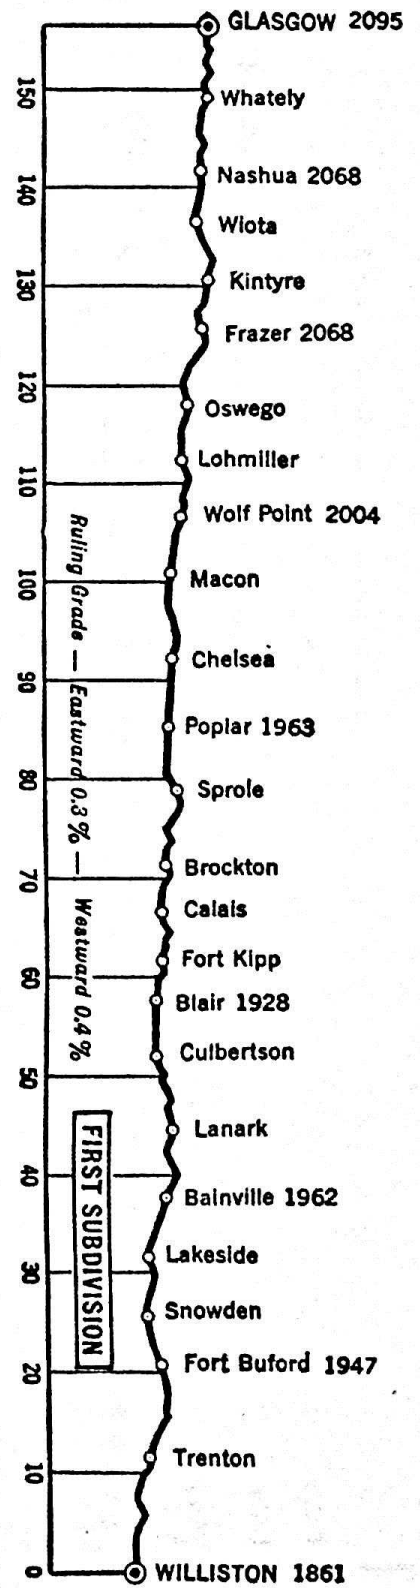 GLASGOW 2095
150
Whately
Nashua 2068
140
Wiota
Kintyre
130
Frazer 2068
120
Oswego
Lohmiller
110
Wolf Point 2004
Macon
100
Chelsea
90
Poplar 1963
80
Sprole
Brockton
70
Calais
Fort Kipp
60
Blair 1928
Culbertson
50
Lanark
40
Bainville 1962
Lakeside
30
Snowden
Fort Buford 1947
20
Trenton
10
WILLISTON 1861
0
Ruling Grade — Eastward 0.3% — Westward 0.4%
FIRST SUBDIVISION